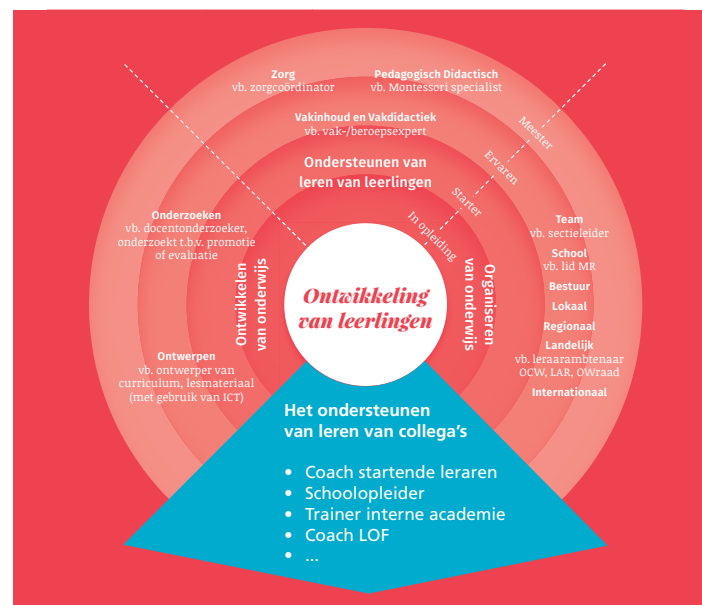 Zorg
vb. zorgcoördinator
Pedagogisch Didactisch
vb. Montessori specialist
Vakinhoud en Vakdidactiek
vb. vak-/beroepsexpert
Ondersteunen van
leren van leerlingen
Meester
Ervaren
Starter
In opleiding
Onderzoeken
vb. docentonderzoeker,
onderzoekt t.b.v. promotie
of evaluatie
Ontwerpen
vb. ontwerper van
curriculum, lesmateriaal
(met gebruik van ICT)
Ontwikkelen
van onderwijs
Ontwikkeling
van leerlingen
Organiseren
van onderwijs
Team
vb. sectieleider
School
vb. lid MR
Bestuur
Lokaal
Regionaal
Landelijk
vb. leraarambtenaar
OCW, LAR, OWraad
Internationaal
Het ondersteunen
van leren van collega's
• Coach startende leraren
• Schoolopleider
• Trainer interne academie
• Coach LOF
• ...